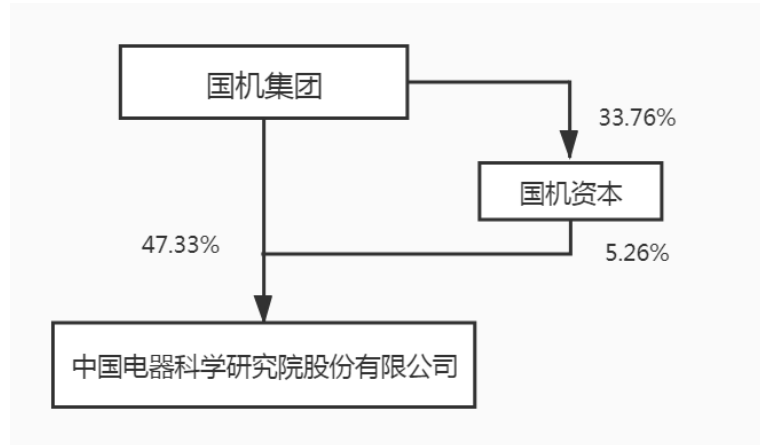 国机集团
33.76%
国机资本
47.33%
5.26%
中国电器科学研究院股份有限公司